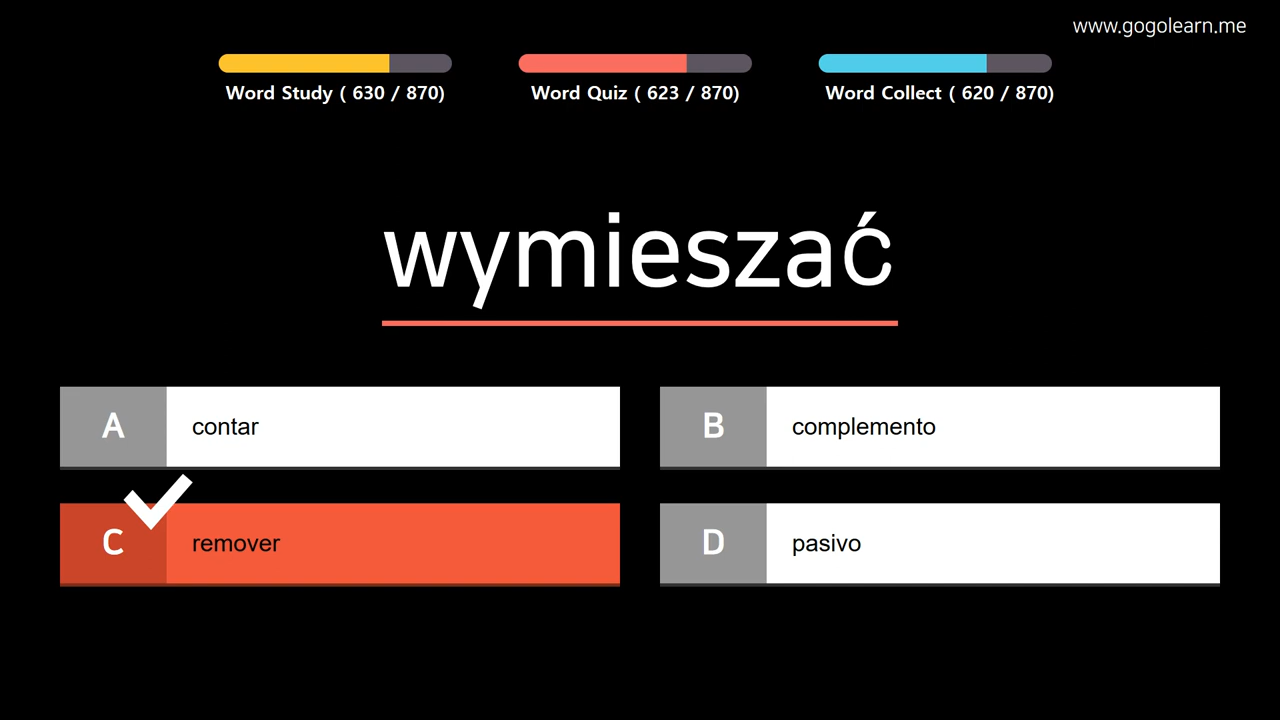 www.gogolearn.me
Word Study ( 630 / 870)
Word Quiz ( 623 / 870)
Word Collect ( 620 / 870)
wymieszać
A contar
B complemento
C remover
D pasivo